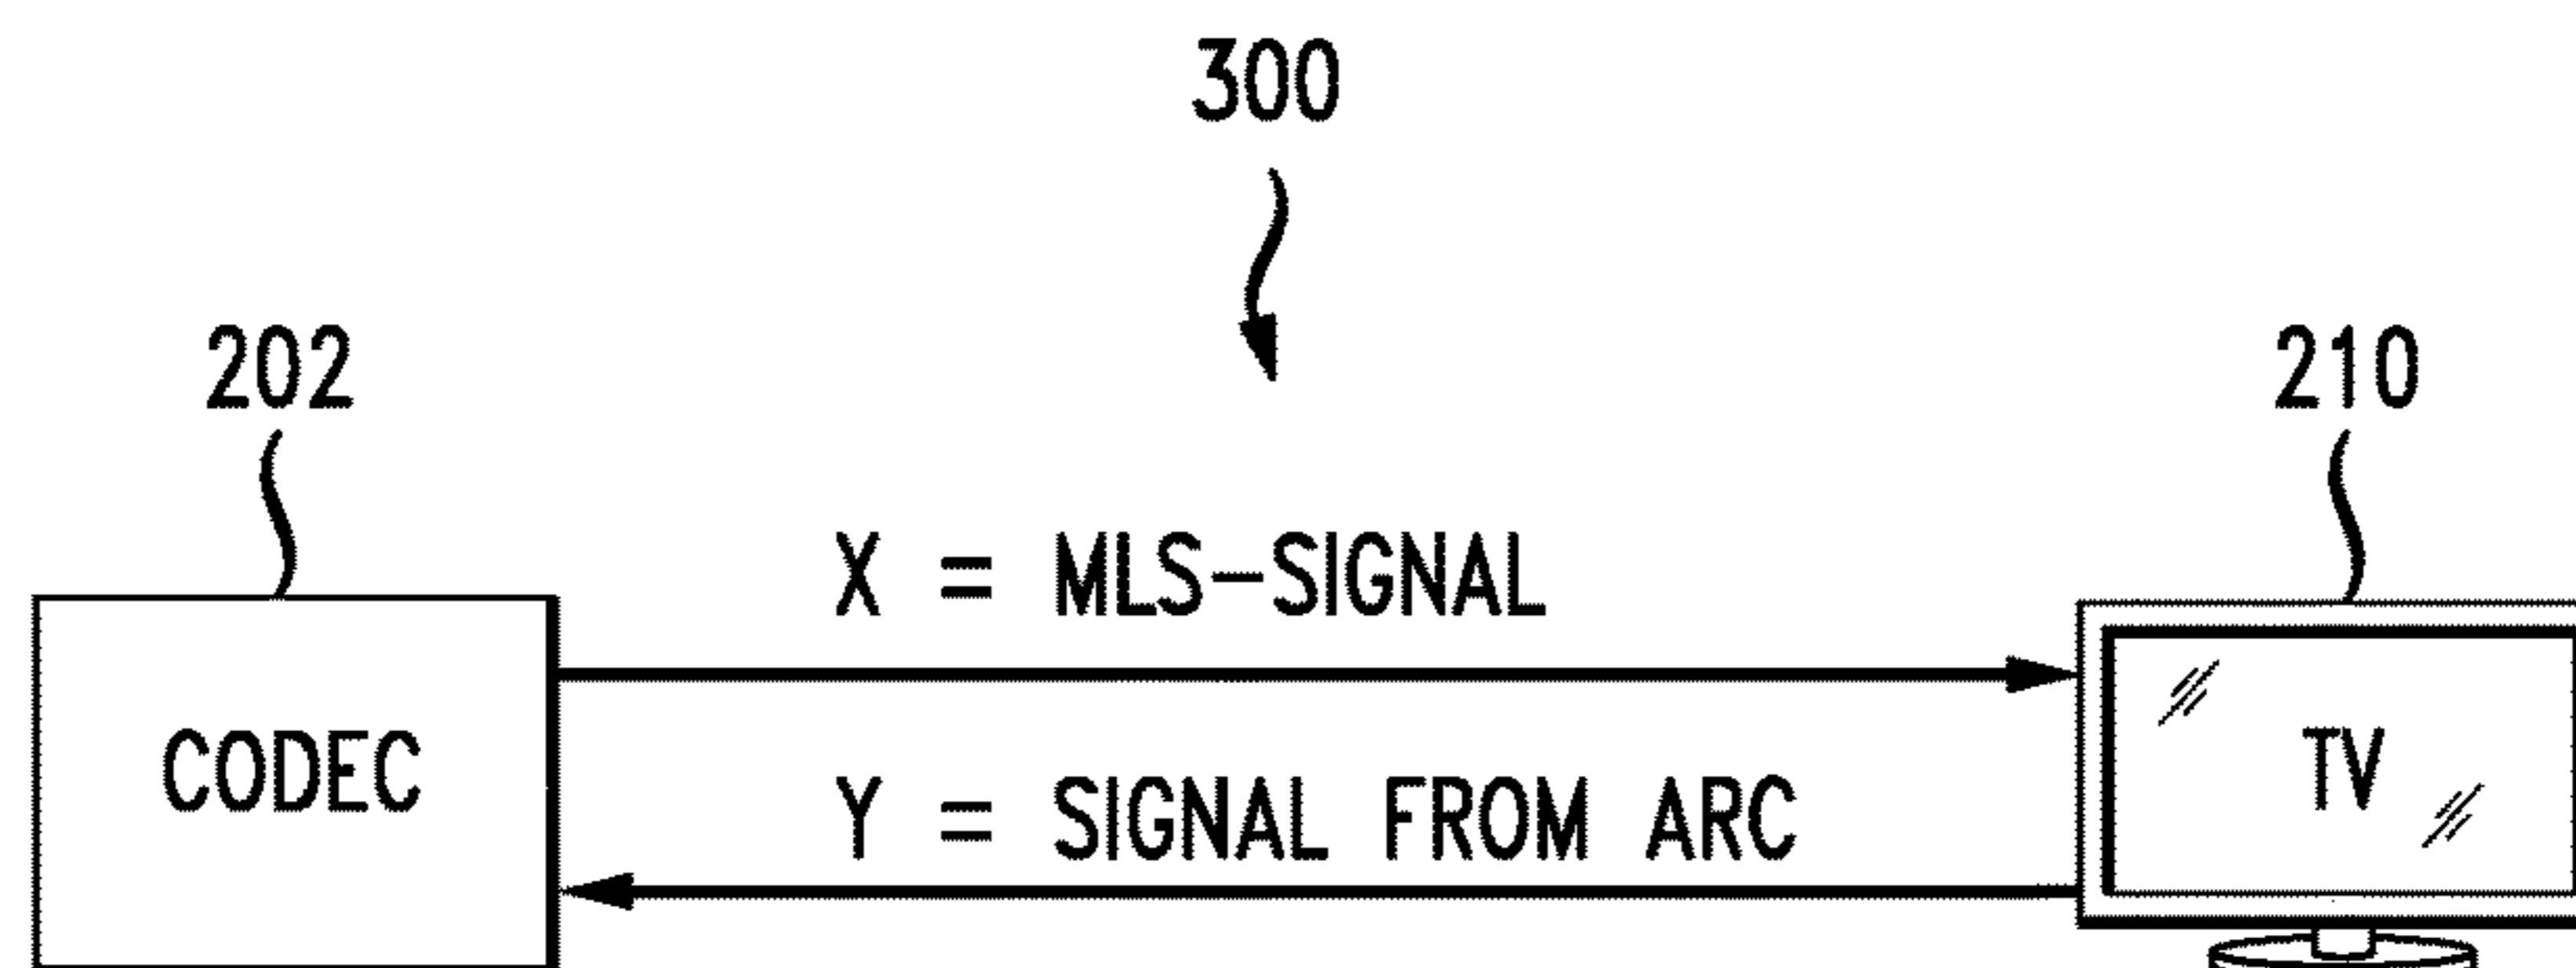 300
202
210
X = MLS-SIGNAL
CODEC
TV
Y = SIGNAL FROM ARC